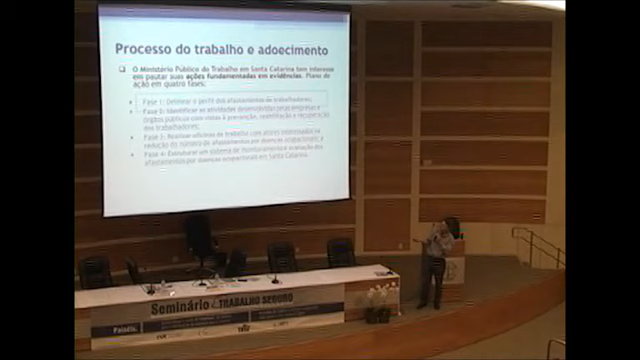 Processo do trabalho e adoecimento
O Ministério Público do Trabalho em Santa Catarina tem interesse
em pautar suas ações fundamentadas em evidências. Plano de
ação em quatro fases:
Fase 1: Delinear o perfil dos afastamentos de trabalhadores;
Fase 2: Identificar as atividades desenvolvidas pelas empresas e
órgãos públicos com vistas à prevenção, reabilitação e recuperação
dos trabalhadores;
Fase 3: Realizar oficinas de trabalho com atores interessados na
redução do número de afastamentos por doenças ocupacionais; e
Fase 4: Estruturar um sistema de monitoramento e avaliação dos
afastamentos por doenças ocupacionais em Santa Catarina.
Seminário de TRABALHO SEGURO